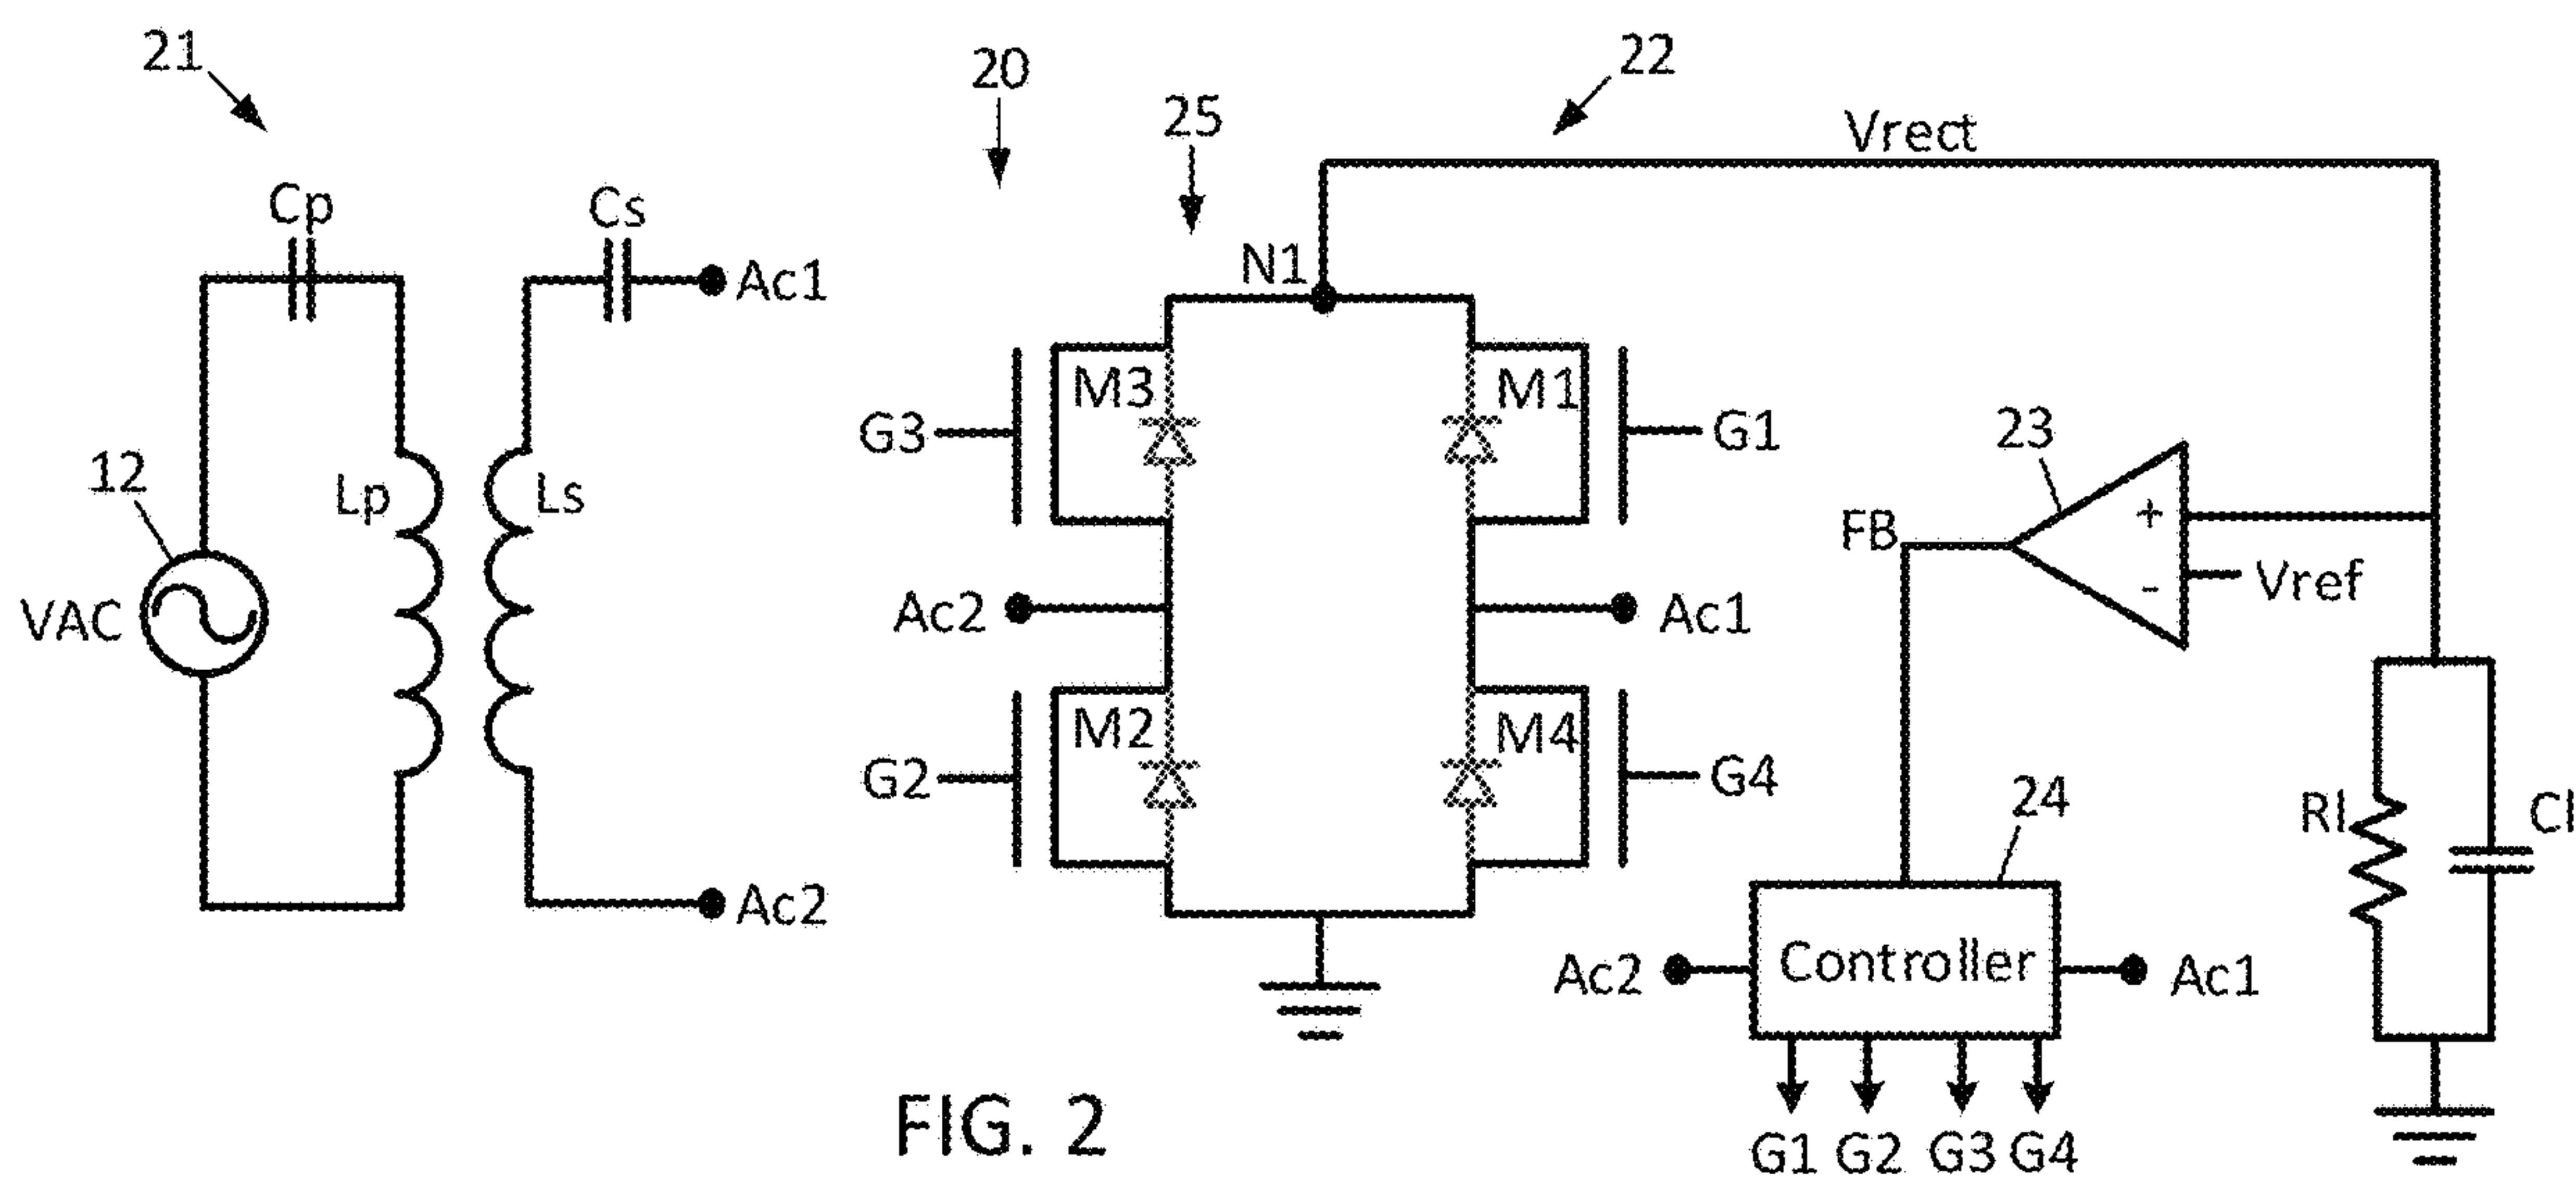 21
20
22
25
Vrect
Cp
Cs
N1
Ac1
M3
M1
G3
G1
23
12
Lp
Ls
+
FB
-
Vref
VAC
Ac2
Ac1
M2
M4
G2
G4
24
Rl
Cl
Ac2
Ac2
Controller
Ac1
FIG. 2
G1 G2 G3 G4